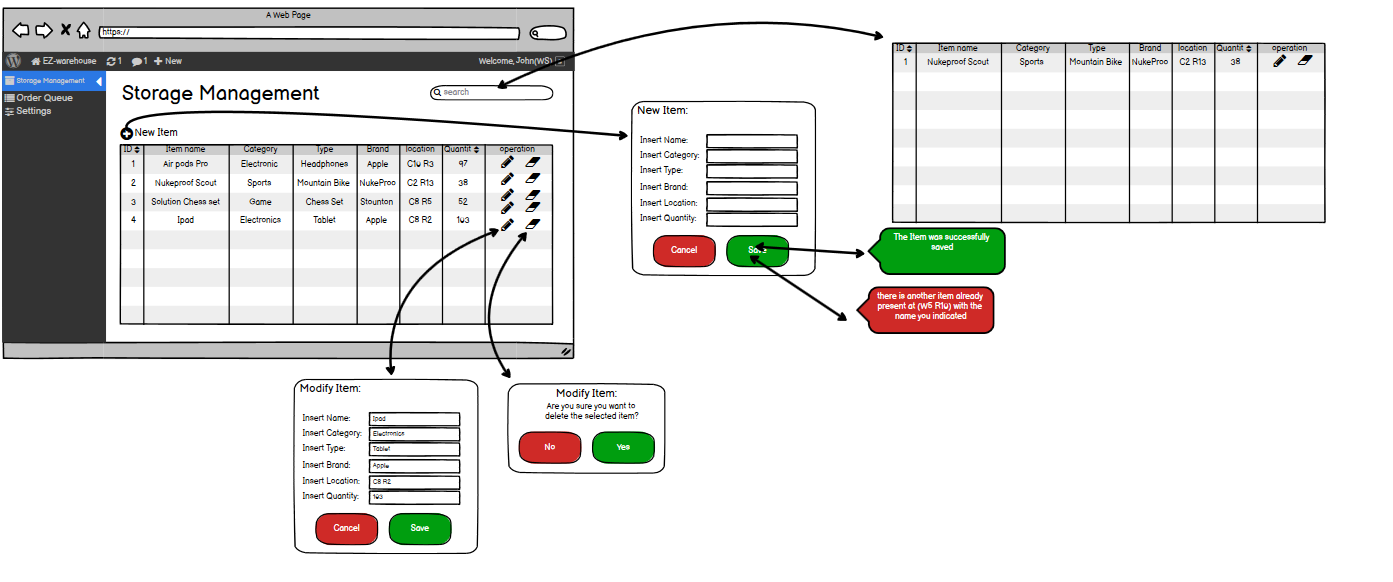 A Web Page
https://
EZ-warehouse 1 1 New Welcome, John(WS)
Storage Management
Order Queue
Settings
Storage Management
search
New Item
ID Item name Category Type Brand location Quantit operation
1 Air pods Pro Electronic Headphones Apple C10 R3 97
2 Nukeproof Scout Sports Mountain Bike NukeProo C2 R13 38
3 Solution Chess set Game Chess Set Stounton C8 R5 52
4 Ipad Electronics Tablet Apple C8 R2 103
ID Item name Category Type Brand location Quantit operation
1 Nukeproof Scout Sports Mountain Bike NukeProo C2 R13 38
New Item:
Insert Name:
Insert Category:
Insert Type:
Insert Brand:
Insert Location:
Insert Quantity:
Cancel Save
The Item was successfully
saved
there is another item already
present at (W5 R10) with the
name you indicated
Modify Item:
Insert Name: Ipad
Insert Category: Electronics
Insert Type: Tablet
Insert Brand: Apple
Insert Location: C8 R2
Insert Quantity: 103
Cancel Save
Modify Item:
Are you sure you want to
delete the selected item?
No Yes